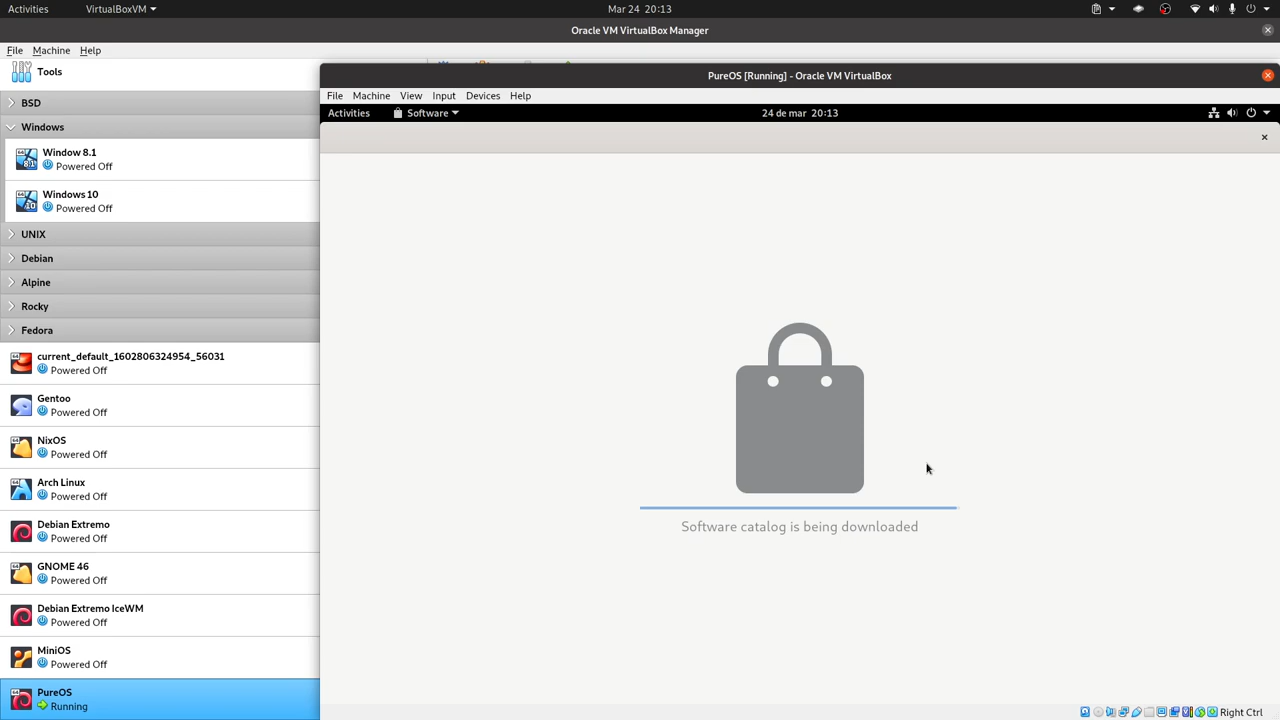 Activities
VirtualBoxVM
Mar 24 20:13
Oracle VM VirtualBox Manager
File Machine Help
Tools
BSD
Windows
Window 8.1
Powered Off
Windows 10
Powered Off
UNIX
Debian
Alpine
Rocky
Fedora
current_default_1602806324954_56031
Powered Off
Gentoo
Powered Off
NixOS
Powered Off
Arch Linux
Powered Off
Debian Extremo
Powered Off
GNOME 46
Powered Off
Debian Extremo IceWM
Powered Off
MiniOS
Powered Off
PureOS
Running
PureOS [Running] - Oracle VM VirtualBox
File Machine View Input Devices Help
Activities
Software
24 de mar 20:13
Software catalog is being downloaded
Right Ctrl